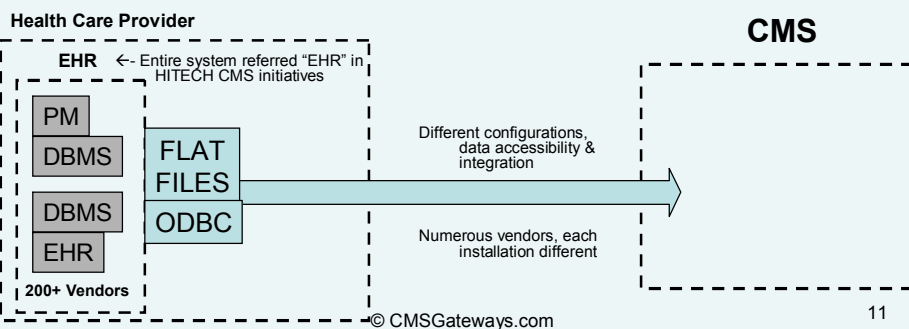 Health Care Provider
CMS
EHR ←- Entire system referred “EHR” in
HITECH CMS initiatives
PM
DBMS
DBMS
EHR
200+ Vendors
FLAT
FILES
ODBC
Different configurations,
data accessibility &
integration
Numerous vendors, each
installation different
© CMSGateways.com
11